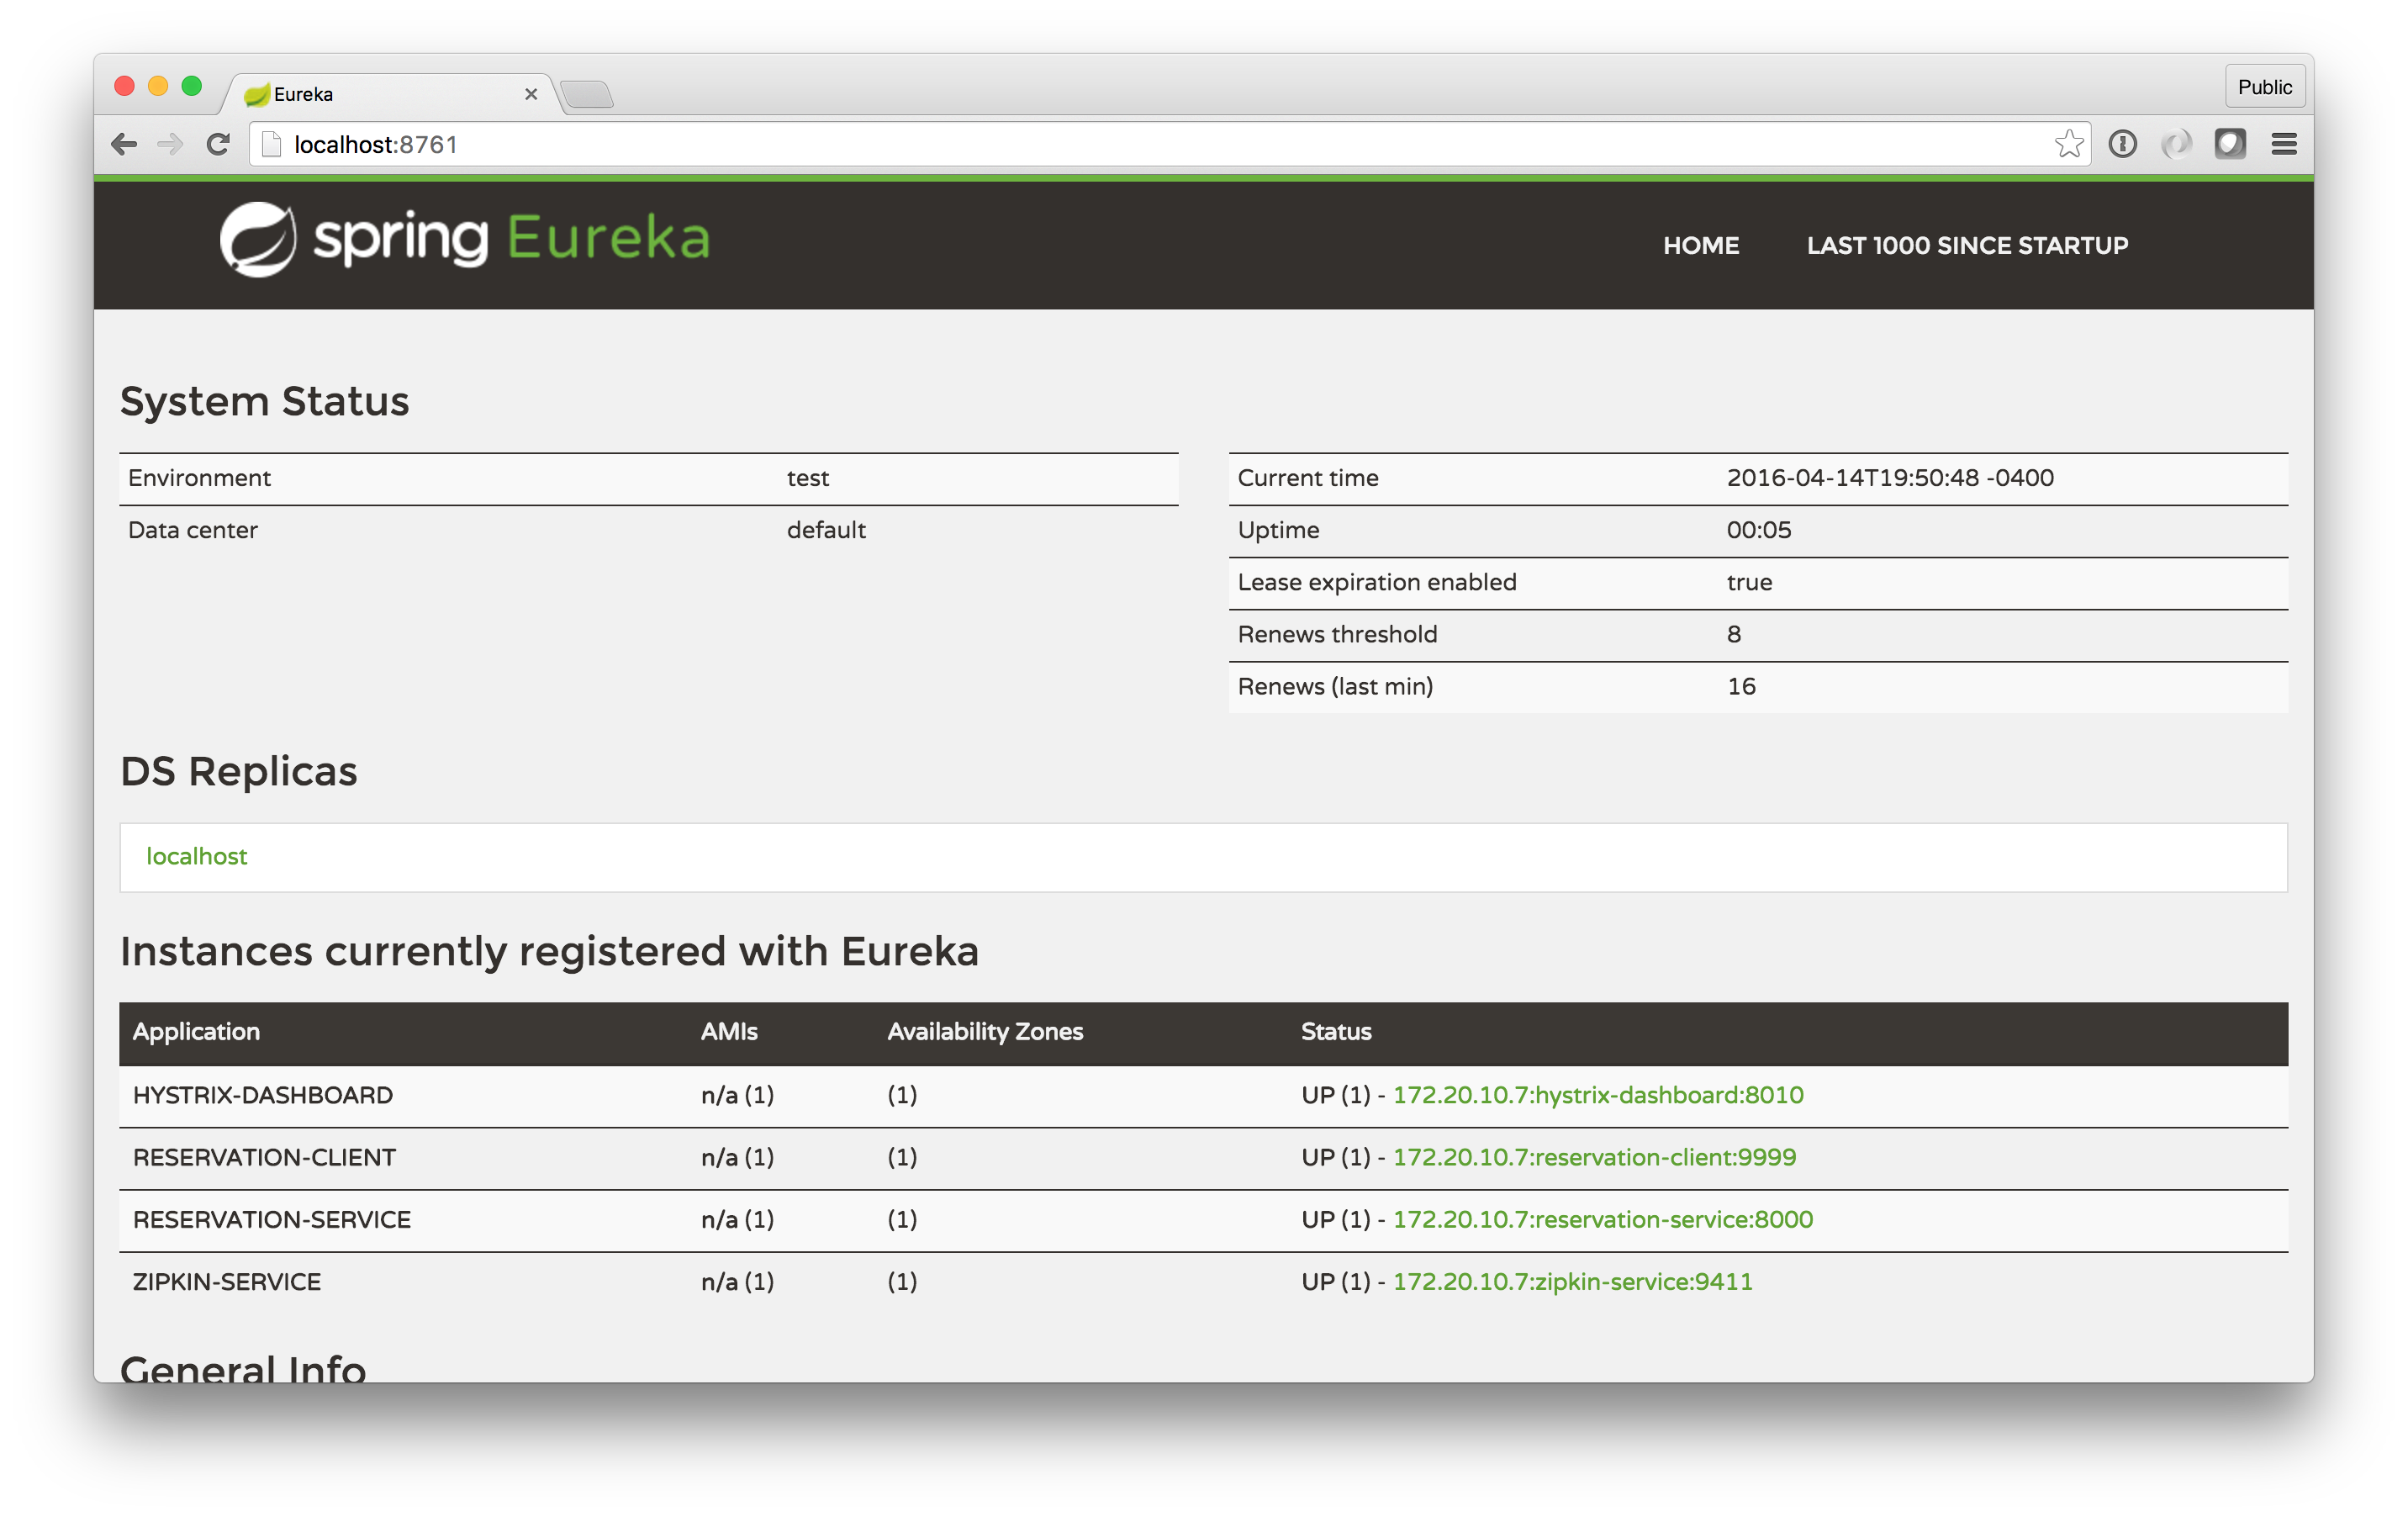 Eureka
Public
localhost:8761
spring Eureka
HOME LAST 1000 SINCE STARTUP
System Status
Environment test
Data center default
Current time 2016-04-14T19:50:48 -0400
Uptime 00:05
Lease expiration enabled true
Renews threshold 8
Renews (last min) 16
DS Replicas
localhost
Instances currently registered with Eureka
Application AMIs Availability Zones Status
HYSTRIX-DASHBOARD n/a (1) (1) UP (1) - 172.20.10.7:hystrix-dashboard:8010
RESERVATION-CLIENT n/a (1) (1) UP (1) - 172.20.10.7:reservation-client:9999
RESERVATION-SERVICE n/a (1) (1) UP (1) - 172.20.10.7:reservation-service:8000
ZIPKIN-SERVICE n/a (1) (1) UP (1) - 172.20.10.7:zipkin-service:9411
General Info